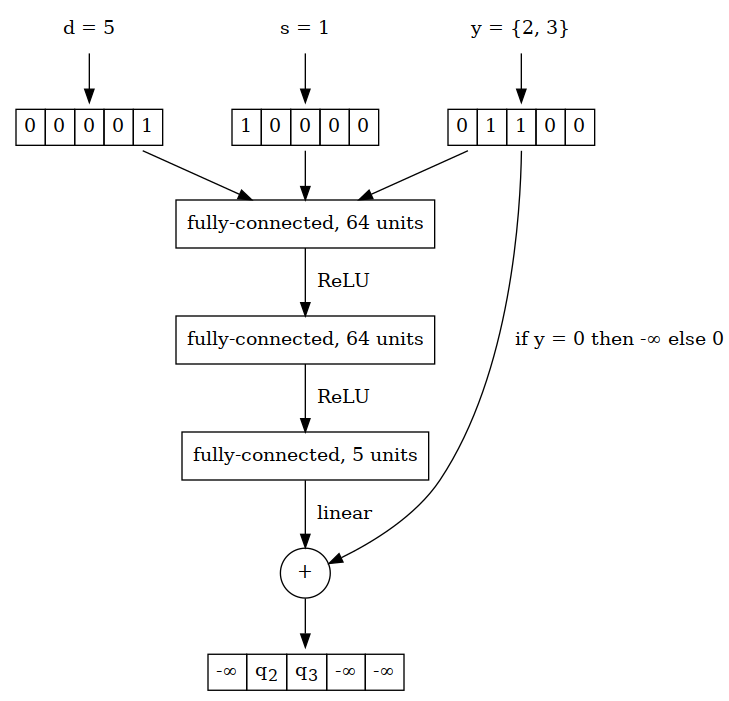 d = 5 s = 1 y = {2, 3}
0 0 0 0 1 1 0 0 0 0 0 1 1 0 0
fully-connected, 64 units
ReLU
fully-connected, 64 units
if y = 0 then -∞ else 0
ReLU
fully-connected, 5 units
linear
+
-∞ q2 q3 -∞ -∞